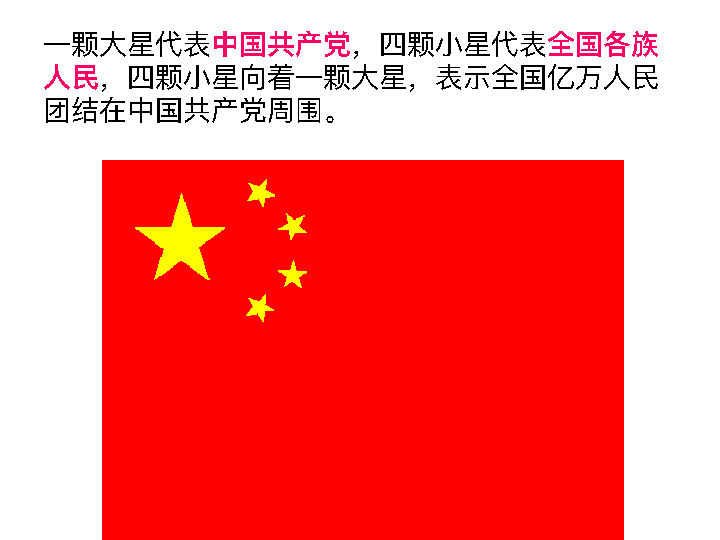 一颗大星代表中国共产党，四颗小星代表全国各族
人民，四颗小星向着一颗大星，表示全国亿万人民
团结在中国共产党周围。